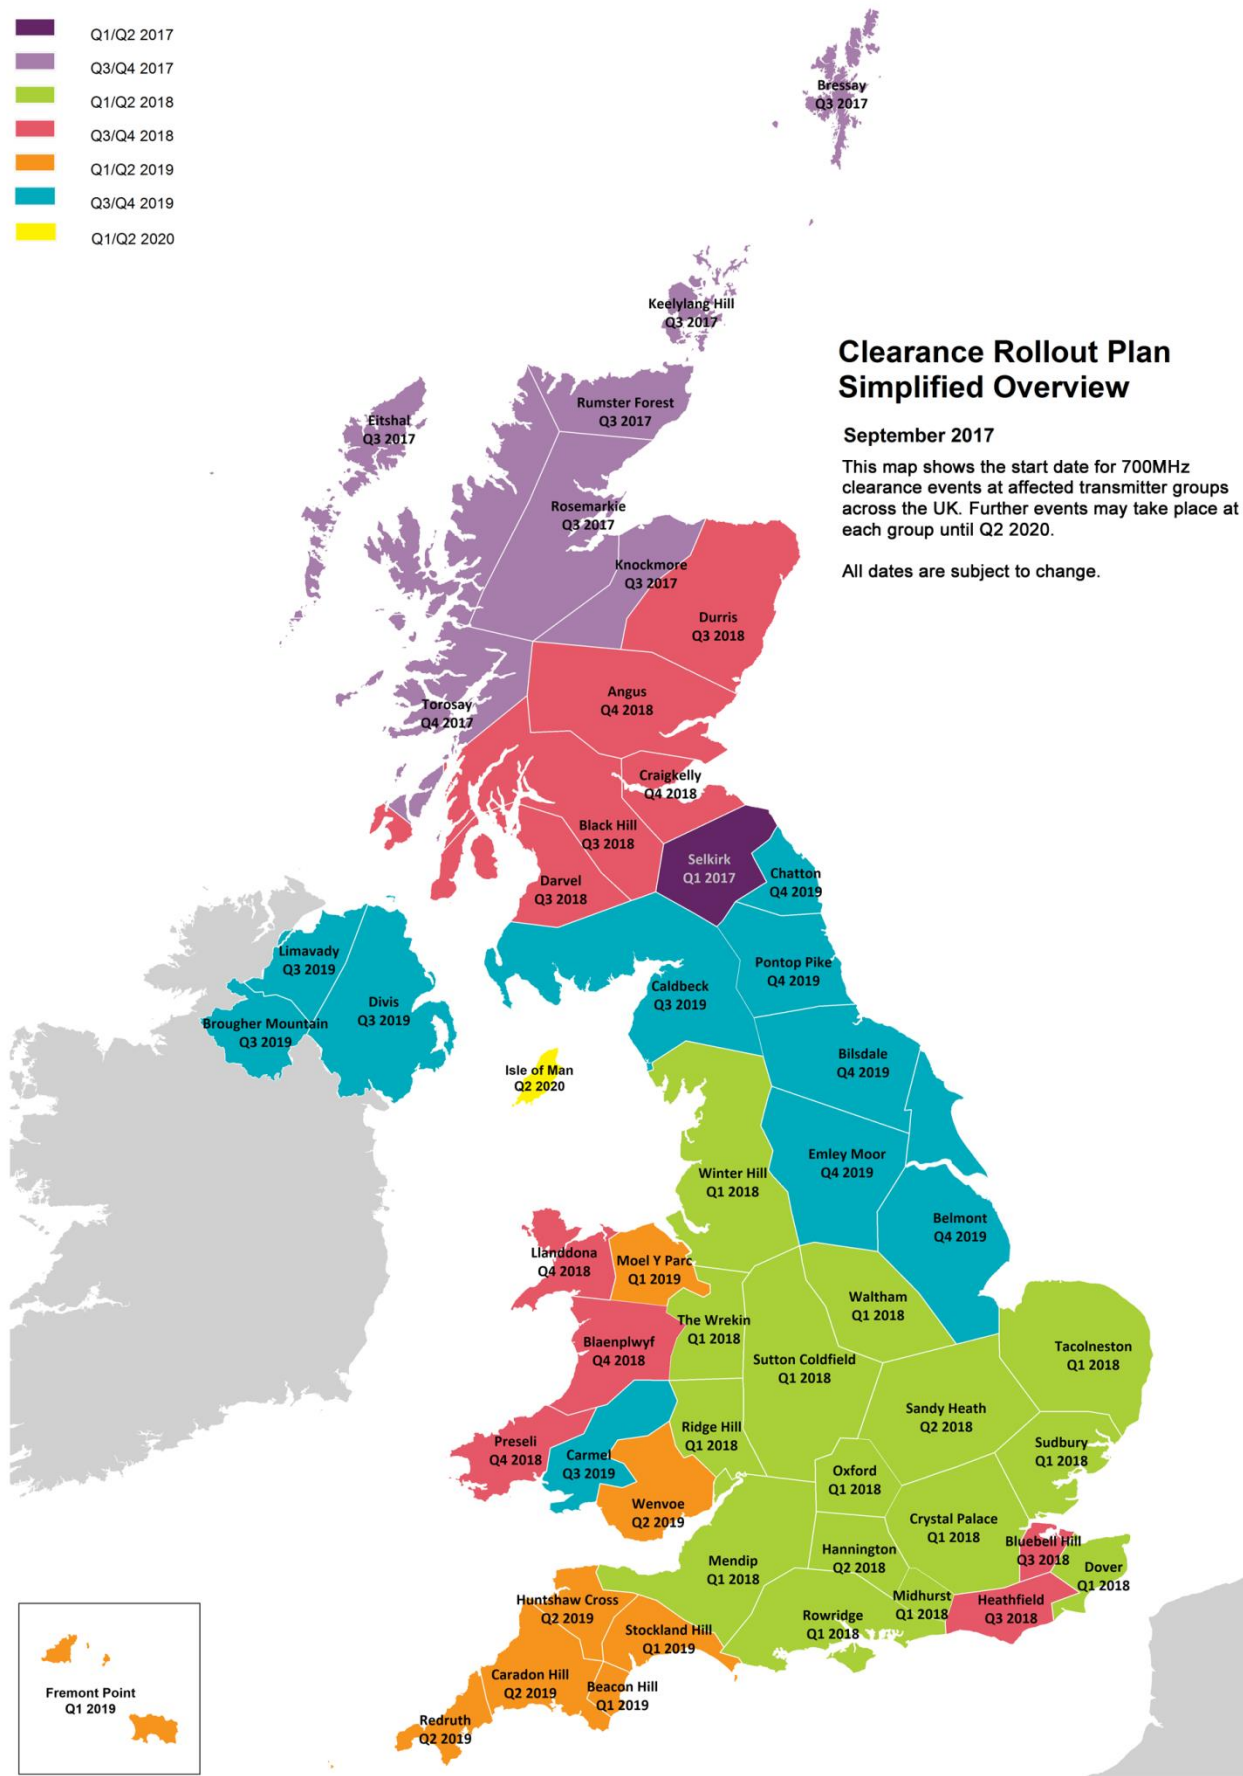 Q1/Q2 2017
Q3/Q4 2017
Q1/Q2 2018
Q3/Q4 2018
Q1/Q2 2019
Q3/Q4 2019
Q1/Q2 2020
Bressay
Q3 2017
Keelylang Hill
Q3 2017
Clearance Rollout Plan
Simplified Overview
September 2017
This map shows the start date for 700MHz
clearance events at affected transmitter groups
across the UK. Further events may take place at
each group until Q2 2020.
All dates are subject to change.
Rumster Forest
Q3 2017
Eitshal
Q3 2017
Rosemarkie
Q3 2017
Knockmore
Q3 2017
Durris
Q3 2018
Angus
Q4 2018
Torosay
Q4 2017
Craigkelly
Q4 2018
Black Hill
Q3 2018
Selkirk
Q1 2017
Chatton
Q4 2019
Darvel
Q3 2018
Limavady
Q3 2019
Pontop Pike
Q4 2019
Caldbeck
Q3 2019
Divis
Q3 2019
Brougher Mountain
Q3 2019
Bilsdale
Q4 2019
Isle of Man
Q2 2020
Emley Moor
Q4 2019
Winter Hill
Q1 2018
Belmont
Q4 2019
Llanddona
Q4 2018
Moel Y Parc
Q1 2019
Waltham
Q1 2018
The Wrekin
Q1 2018
Blaenplwyf
Q4 2018
Sutton Coldfield
Q1 2018
Tacolneston
Q1 2018
Sandy Heath
Q2 2018
Ridge Hill
Q1 2018
Sudbury
Q1 2018
Preseli
Q4 2018
Carmel
Q3 2019
Oxford
Q1 2018
Wenvoe
Q2 2019
Crystal Palace
Q1 2018
Bluebell Hill
Q3 2018
Hannington
Q2 2018
Mendip
Q1 2018
Dover
Q1 2018
Midhurst
Q1 2018
Heathfield
Q3 2018
Huntshaw Cross
Q2 2019
Rowridge
Q1 2018
Stockland Hill
Q1 2019
Caradon Hill
Q2 2019
Beacon Hill
Q1 2019
Fremont Point
Q1 2019
Redruth
Q2 2019